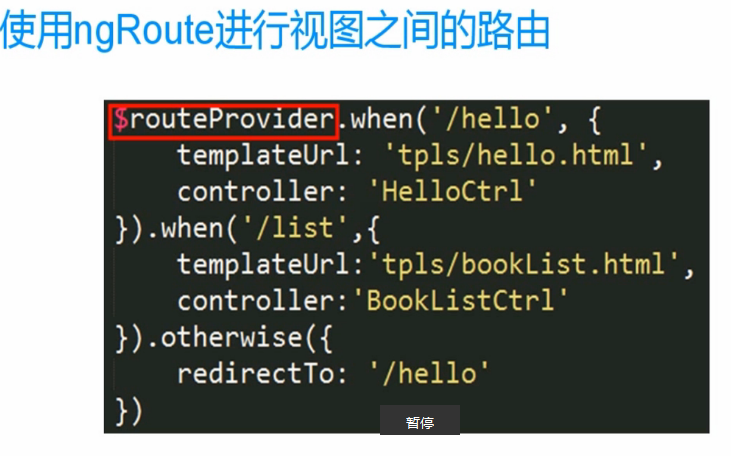 使用ngRoute进行视图之间的路由
$routeProvider.when('/hello', {
templateUrl: 'tpls/hello.html',
controller: 'HelloCtrl'
}).when('/list',{
templateUrl:'tpls/bookList.html',
controller:'BookListCtrl'
}).otherwise({
redirectTo: '/hello'
})
暂停